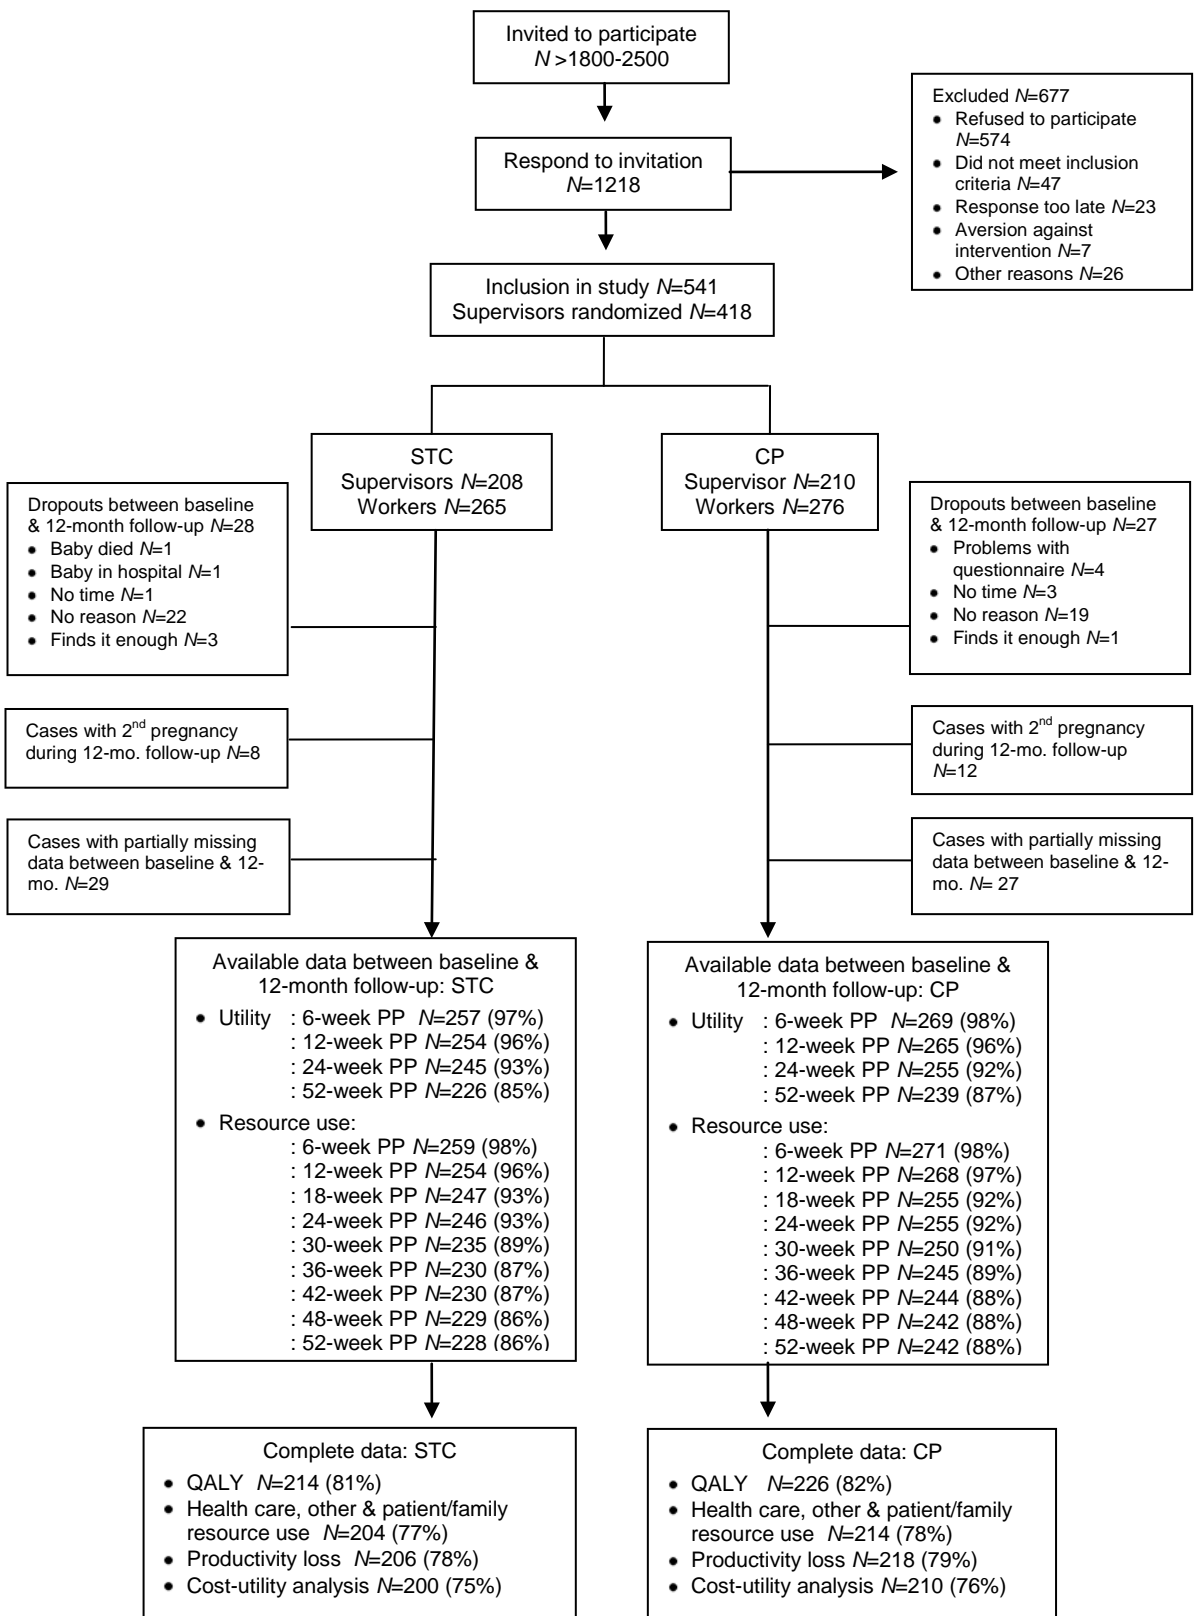 Invited to participate
N >1800-2500
Respond to invitation
N=1218
Excluded N=677
• Refused to participate
N=574
• Did not meet inclusion
criteria N=47
• Response too late N=23
• Aversion against
intervention N=7
• Other reasons N=26
Inclusion in study N=541
Supervisors randomized N=418
STC
Supervisors N=208
Workers N=265
CP
Supervisor N=210
Workers N=276
Dropouts between baseline
& 12-month follow-up N=28
• Baby died N=1
• Baby in hospital N=1
• No time N=1
• No reason N=22
• Finds it enough N=3
Dropouts between baseline
& 12-month follow-up N=27
• Problems with
questionnaire N=4
• No time N=3
• No reason N=19
• Finds it enough N=1
Cases with 2nd pregnancy
during 12-mo. follow-up N=8
Cases with 2nd pregnancy
during 12-mo. follow-up
N=12
Cases with partially missing
data between baseline & 12-
mo. N=29
Cases with partially missing
data between baseline & 12-
mo. N= 27
Available data between baseline &
12-month follow-up: STC
• Utility : 6-week PP N=257 (97%)
: 12-week PP N=254 (96%)
: 24-week PP N=245 (93%)
: 52-week PP N=226 (85%)
• Resource use:
: 6-week PP N=259 (98%)
: 12-week PP N=254 (96%)
: 18-week PP N=247 (93%)
: 24-week PP N=246 (93%)
: 30-week PP N=235 (89%)
: 36-week PP N=230 (87%)
: 42-week PP N=230 (87%)
: 48-week PP N=229 (86%)
: 52-week PP N=228 (86%)
Available data between baseline &
12-month follow-up: CP
• Utility : 6-week PP N=269 (98%)
: 12-week PP N=265 (96%)
: 24-week PP N=255 (92%)
: 52-week PP N=239 (87%)
• Resource use:
: 6-week PP N=271 (98%)
: 12-week PP N=268 (97%)
: 18-week PP N=255 (92%)
: 24-week PP N=255 (92%)
: 30-week PP N=250 (91%)
: 36-week PP N=245 (89%)
: 42-week PP N=244 (88%)
: 48-week PP N=242 (88%)
: 52-week PP N=242 (88%)
Complete data: STC
• QALY N=214 (81%)
• Health care, other & patient/family
resource use N=204 (77%)
• Productivity loss N=206 (78%)
• Cost-utility analysis N=200 (75%)
Complete data: CP
• QALY N=226 (82%)
• Health care, other & patient/family
resource use N=214 (78%)
• Productivity loss N=218 (79%)
• Cost-utility analysis N=210 (76%)